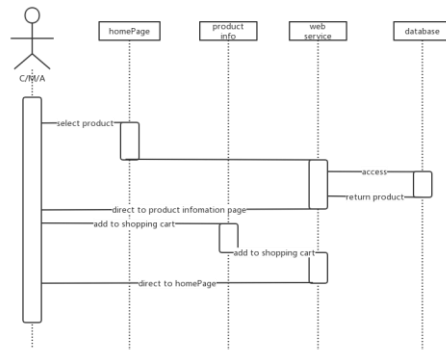 homePage
product
info
web
service
database
C/M/A
select product
access
return product
direct to product infomation page
add to shopping cart
add to shopping cart
direct to homePage